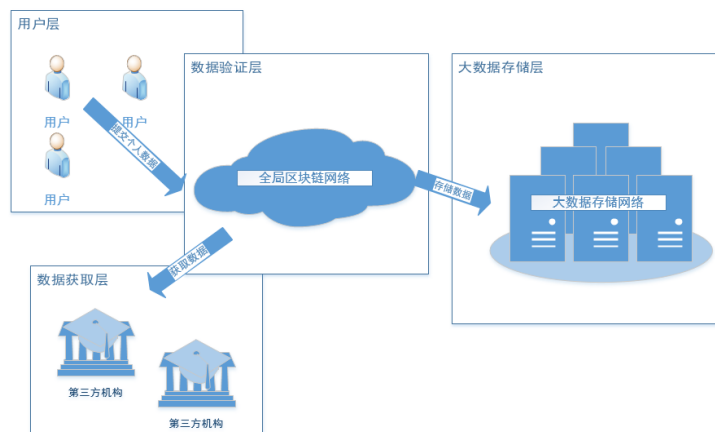 用户层
用户
用户
用户
提交个人数据
数据验证层
全局区块链网络
存储数据
大数据存储层
大数据存储网络
获取数据
数据获取层
第三方机构
第三方机构